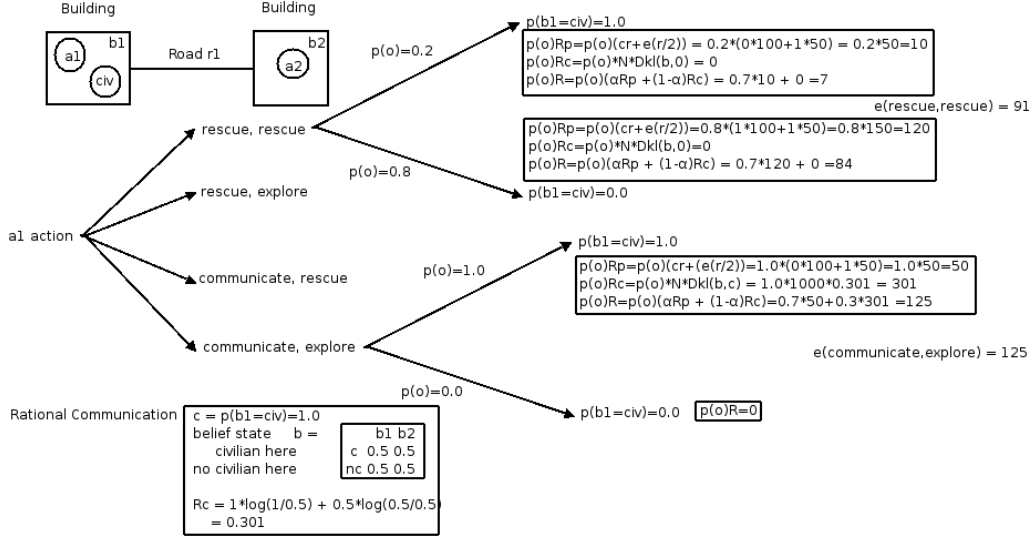 Building
Building
b1
a1
civ
Road r1
b2
a2
p(o)=0.2
p(b1=civ)=1.0
p(o)Rp=p(o)(cr+e(r/2)) = 0.2*(0*100+1*50) = 0.2*50=10
p(o)Rc=p(o)*N*Dkl(b,0) = 0
p(o)R=p(o)(αRp +(1-α)Rc) = 0.7*10 + 0 =7
e(rescue,rescue) = 91
rescue, rescue
p(o)Rp=p(o)(cr+e(r/2))=0.8*(1*100+1*50)=0.8*150=120
p(o)Rc=p(o)*N*Dkl(b,0)=0
p(o)R=p(o)(αRp + (1-α)Rc) = 0.7*120 + 0 =84
p(o)=0.8
rescue, explore
p(b1=civ)=0.0
a1 action
p(b1=civ)=1.0
p(o)=1.0
communicate, rescue
p(o)Rp=p(o)(cr+(e(r/2))=1.0*(0*100+1*50)=1.0*50=50
p(o)Rc=p(o)*N*Dkl(b,c) = 1.0*1000*0.301 = 301
p(o)R=p(o)(αRp + (1-α)Rc)=0.7*50+0.3*301 =125
communicate, explore
e(communicate,explore) = 125
p(o)=0.0
p(b1=civ)=0.0
p(o)R=0
Rational Communication
c = p(b1=civ)=1.0
belief state b =
b1 b2
civilian here
c 0.5 0.5
no civilian here
nc 0.5 0.5
Rc = 1*log(1/0.5) + 0.5*log(0.5/0.5)
= 0.301